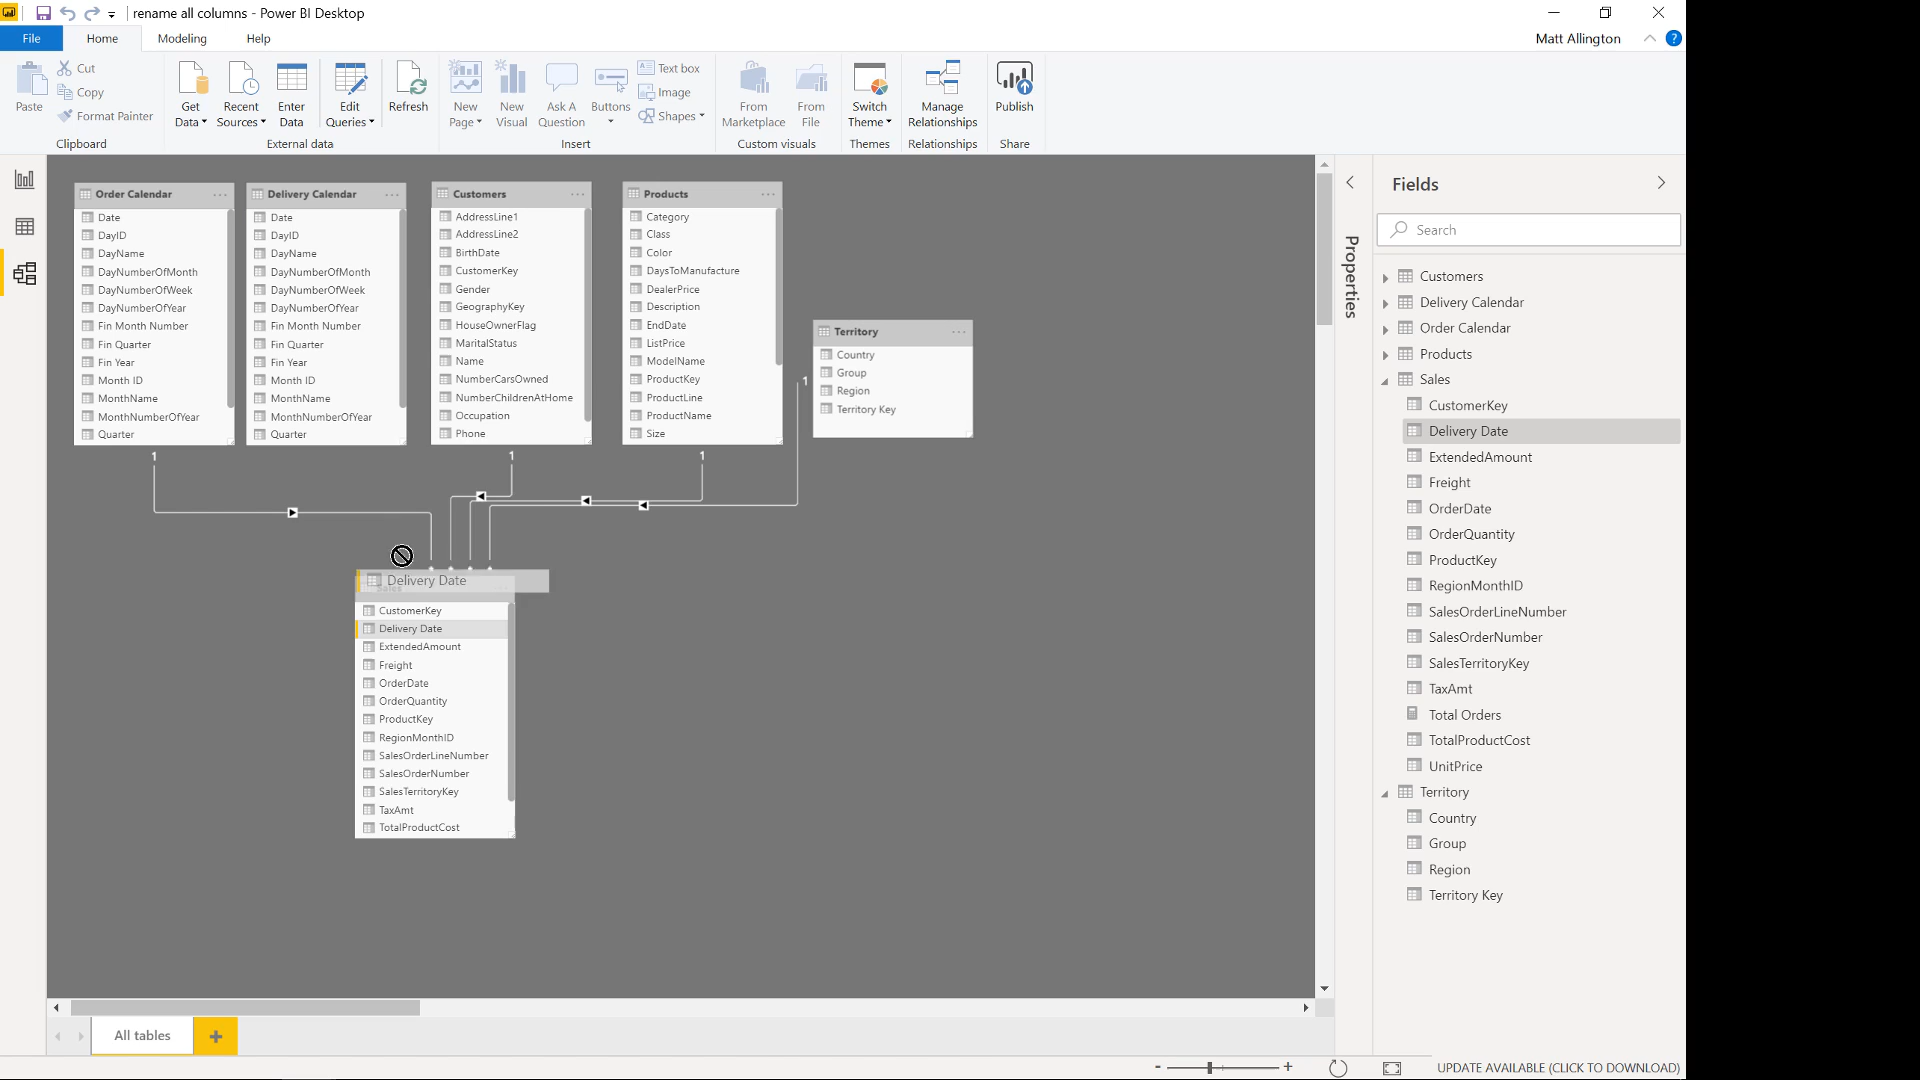 rename all columns - Power BI Desktop
File
Home
Modeling
Help
Matt Allington
?
Paste
Cut
Copy
Format Painter
Get
Data
Recent
Sources
Enter
Data
Edit
Queries
Refresh
New
Page
New
Visual
Ask A
Question
Buttons
Text box
Image
Shapes
From
Marketplace
From
File
Switch
Theme
Manage
Relationships
Publish
Clipboard
External data
Insert
Custom visuals
Themes
Relationships
Share
Order Calendar
Date
DayID
DayName
DayNumberOfMonth
DayNumberOfWeek
DayNumberOfYear
Fin Month Number
Fin Quarter
Fin Year
Month ID
MonthName
MonthNumberOfYear
Quarter
Delivery Calendar
Date
DayID
DayName
DayNumberOfMonth
DayNumberOfWeek
DayNumberOfYear
Fin Month Number
Fin Quarter
Fin Year
Month ID
MonthName
MonthNumberOfYear
Quarter
Customers
AddressLine1
AddressLine2
BirthDate
CustomerKey
Gender
GeographyKey
HouseOwnerFlag
MaritalStatus
Name
NumberCarsOwned
NumberChildrenAtHome
Occupation
Phone
Products
Category
Class
Color
DaysToManufacture
DealerPrice
Description
EndDate
ListPrice
ModelName
ProductKey
ProductLine
ProductName
Size
Territory
Country
Group
Region
Territory Key
1
1
1
1
Delivery Date
Sales
CustomerKey
Delivery Date
ExtendedAmount
Freight
OrderDate
OrderQuantity
ProductKey
RegionMonthID
SalesOrderLineNumber
SalesOrderNumber
SalesTerritoryKey
TaxAmt
TotalProductCost
Properties
Fields
Search
Customers
Delivery Calendar
Order Calendar
Products
Sales
CustomerKey
Delivery Date
ExtendedAmount
Freight
OrderDate
OrderQuantity
ProductKey
RegionMonthID
SalesOrderLineNumber
SalesOrderNumber
SalesTerritoryKey
TaxAmt
Total Orders
TotalProductCost
UnitPrice
Territory
Country
Group
Region
Territory Key
All tables
UPDATE AVAILABLE (CLICK TO DOWNLOAD)